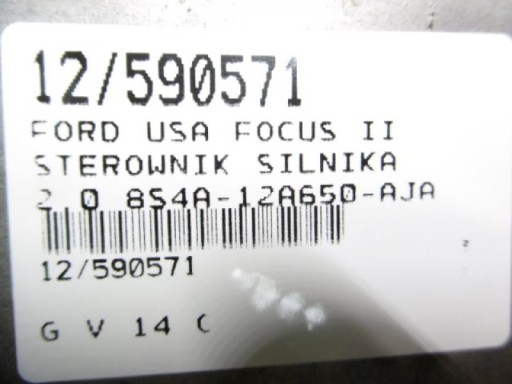 12/590571
FORD USA FOCUS II
STEROWNIK SILNIKA
2.0 8S4A-12A650-AJA
12/590571
G V 14 C